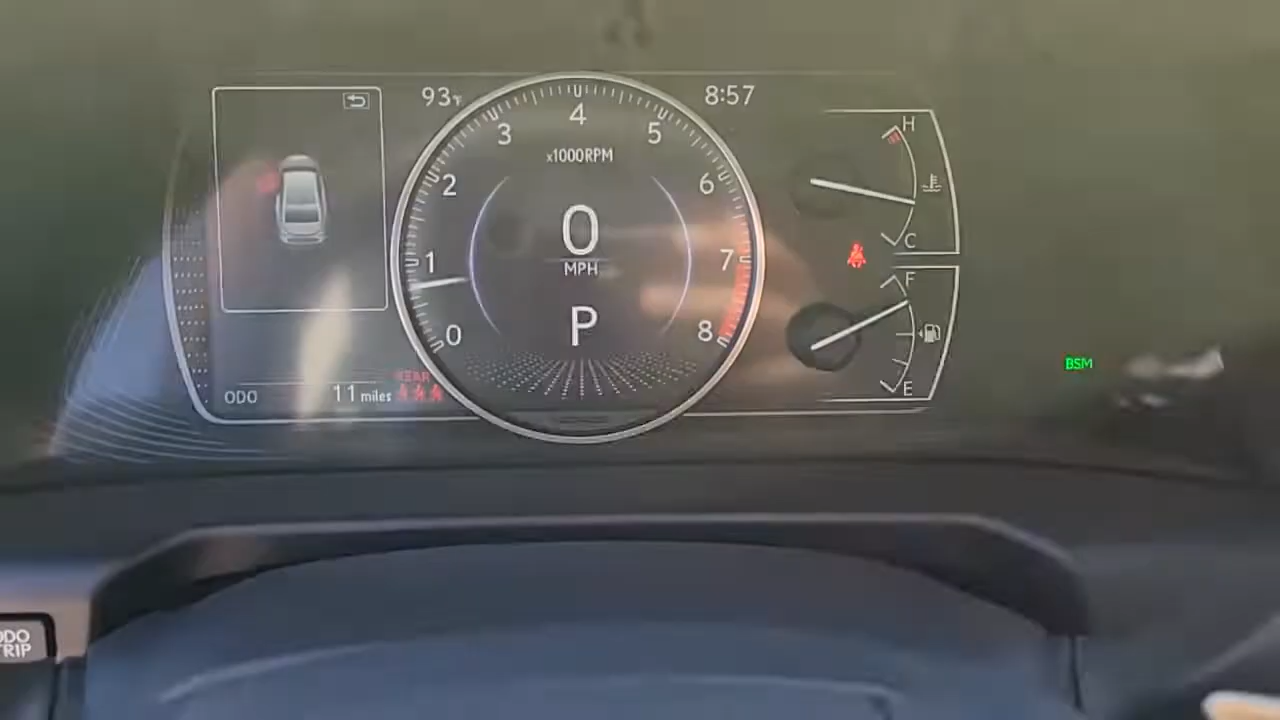 93°F
8:57
0
1
2
3
4
5
6
7
8
x1000RPM
0
MPH
P
H
C
F
E
ODO 11 miles
REAR
BSM
ODO
TRIP